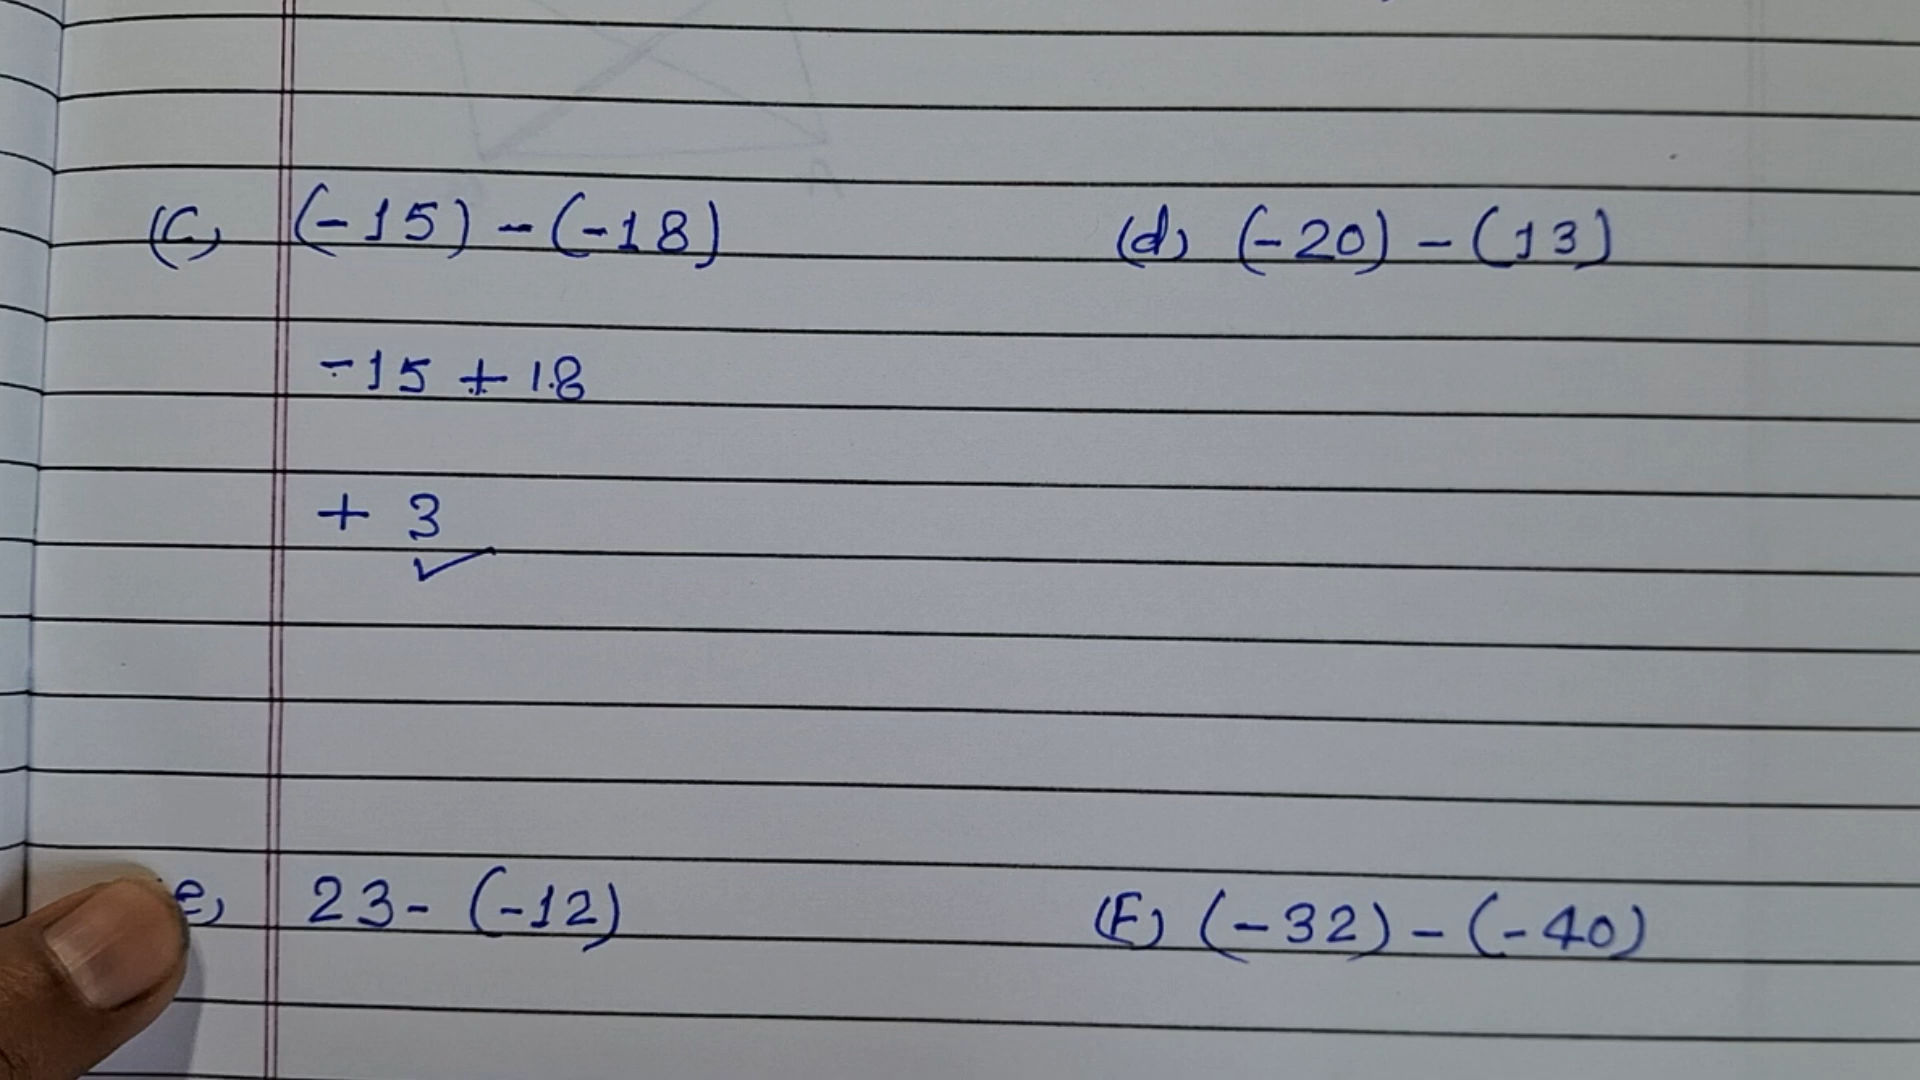 (C) (-15) - (-18)
(d) (-20) - (13)
-15 + 18
+ 3
e) 23 - (-12)
(F) (-32) - (-40)